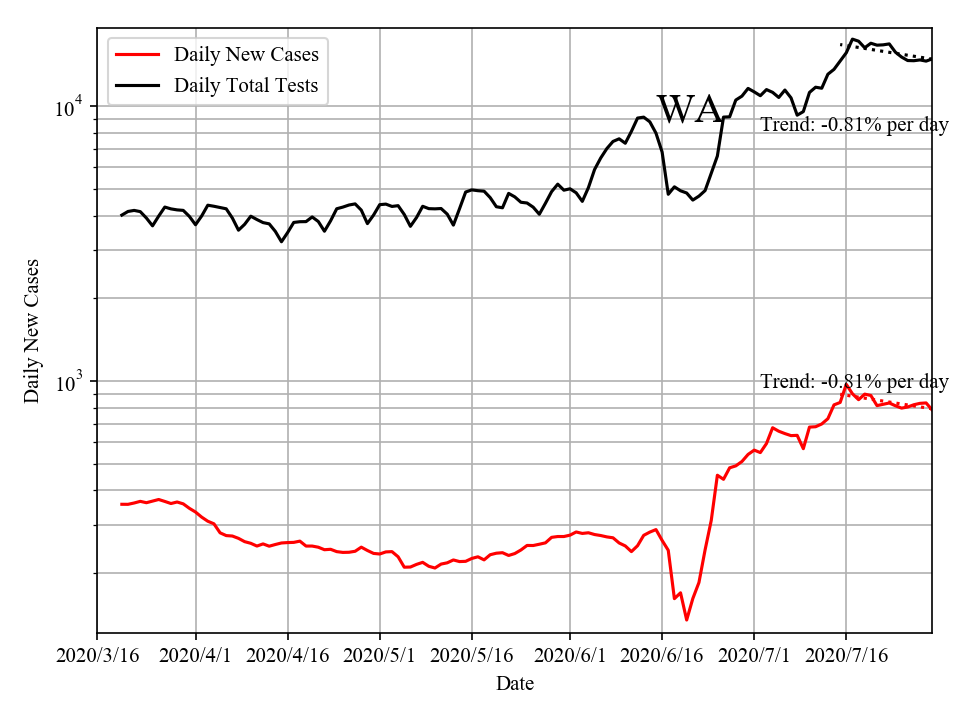 Daily New Cases
Daily Total Tests
WA
Trend: -0.81% per day
Trend: -0.81% per day
10^4
10^3
Daily New Cases
2020/3/16 2020/4/1 2020/4/16 2020/5/1 2020/5/16 2020/6/1 2020/6/16 2020/7/1 2020/7/16
Date